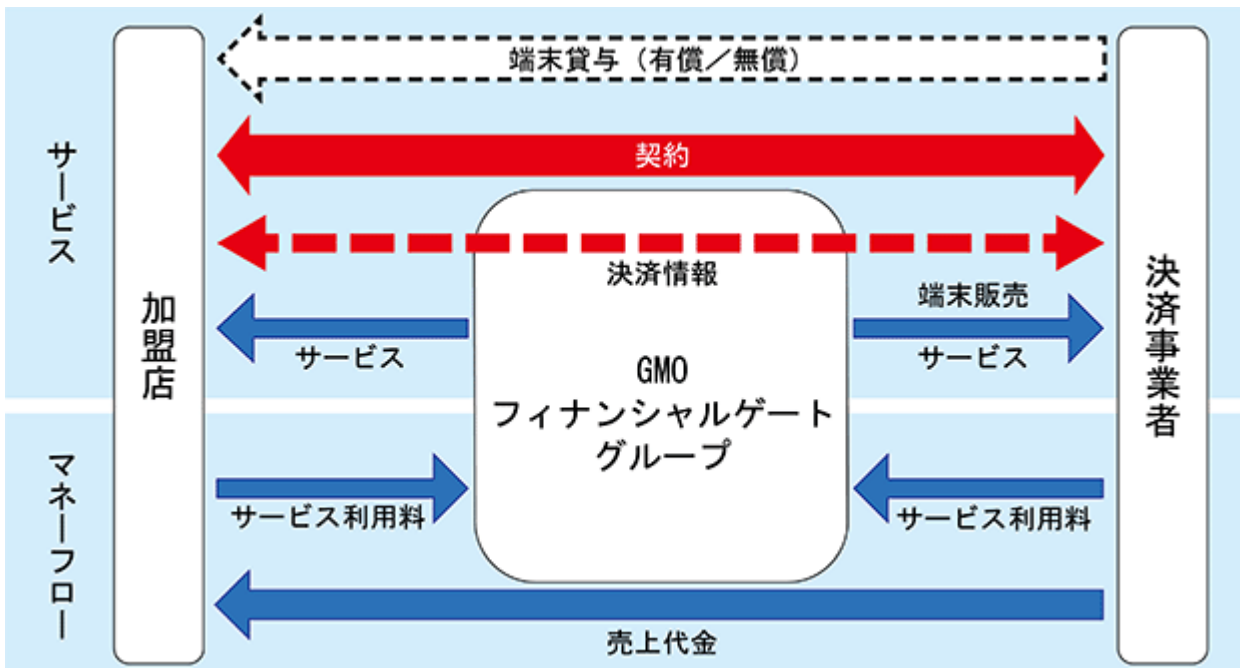 端末貸与（有償／無償）
契約
サービス
決済情報
加盟店
決済事業者
端末販売
サービス
サービス
GMO
フィナンシャルゲート
グループ
マネーフロー
サービス利用料
サービス利用料
売上代金